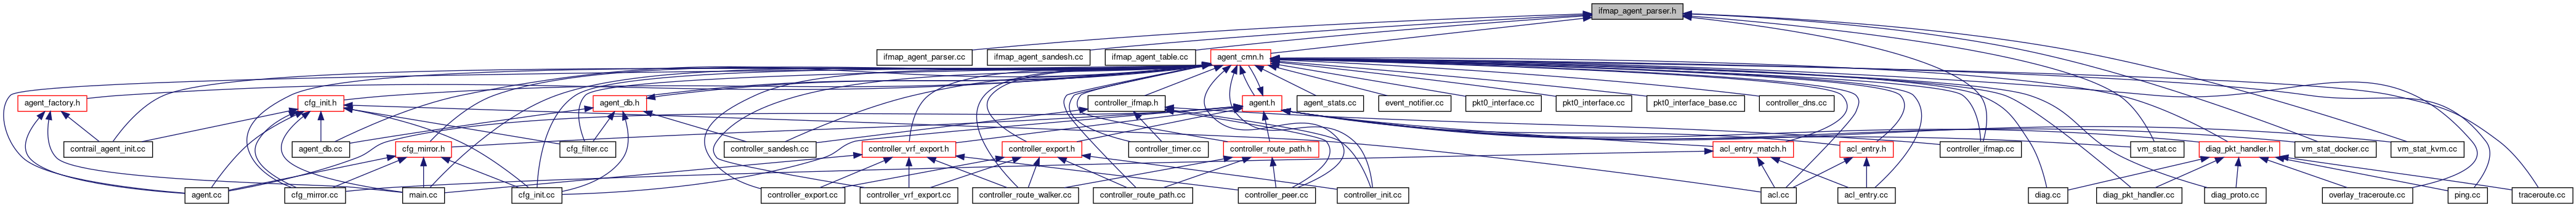 ifmap_agent_parser.h
ifmap_agent_parser.cc
ifmap_agent_sandesh.cc
ifmap_agent_table.cc
agent_cmn.h
agent_factory.h
cfg_init.h
agent_db.h
controller_ifmap.h
agent.h
agent_stats.cc
event_notifier.cc
pkt0_interface.cc
pkt0_interface.cc
pkt0_interface_base.cc
controller_dns.cc
contrail_agent_init.cc
agent_db.cc
cfg_mirror.h
cfg_filter.cc
controller_sandesh.cc
controller_vrf_export.h
controller_export.h
controller_timer.cc
controller_route_path.h
acl_entry_match.h
acl_entry.h
controller_ifmap.cc
vm_stat.cc
diag_pkt_handler.h
vm_stat_docker.cc
vm_stat_kvm.cc
agent.cc
cfg_mirror.cc
main.cc
cfg_init.cc
controller_export.cc
controller_vrf_export.cc
controller_route_walker.cc
controller_route_path.cc
controller_peer.cc
controller_init.cc
acl.cc
acl_entry.cc
diag.cc
diag_pkt_handler.cc
diag_proto.cc
overlay_traceroute.cc
ping.cc
traceroute.cc